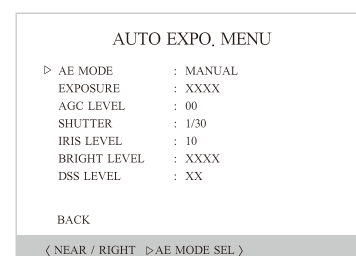 AUTO EXPO. MENU
▷ AE MODE : MANUAL
EXPOSURE : XXXX
AGC LEVEL : 00
SHUTTER : 1/30
IRIS LEVEL : 10
BRIGHT LEVEL : XXXX
DSS LEVEL : XX
BACK
〈 NEAR / RIGHT ▷AE MODE SEL 〉